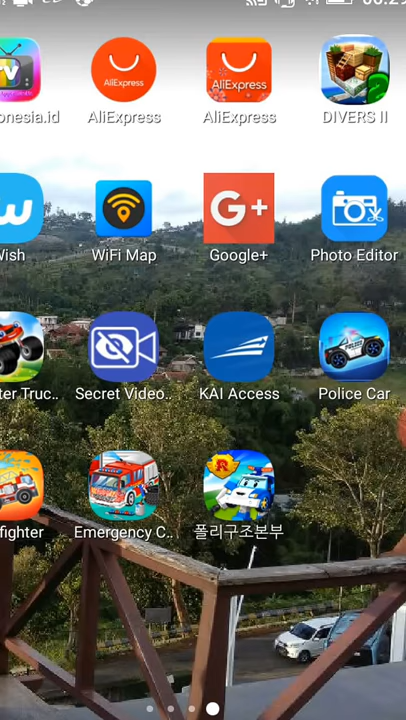 onesia.id
AliExpress
AliExpress
AliExpress
AliExpress
DIVERS II
Wish
WiFi Map
G+
Google+
Photo Editor
ter Truc..
Secret Video..
KAI Access
POLICE
Police Car
fighter
Emergency C..
R
폴리구조본부